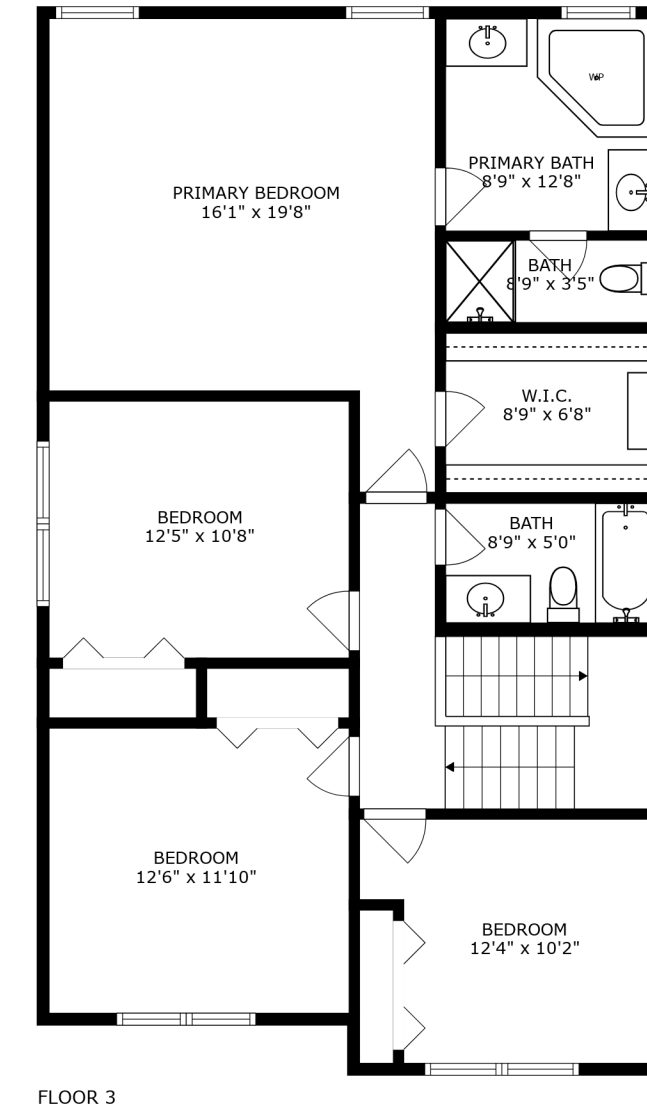 WP
PRIMARY BATH
8'9" x 12'8"
PRIMARY BEDROOM
16'1" x 19'8"
BATH
8'9" x 3'5"
W.I.C.
8'9" x 6'8"
BEDROOM
12'5" x 10'8"
BATH
8'9" x 5'0"
BEDROOM
12'6" x 11'10"
BEDROOM
12'4" x 10'2"
FLOOR 3